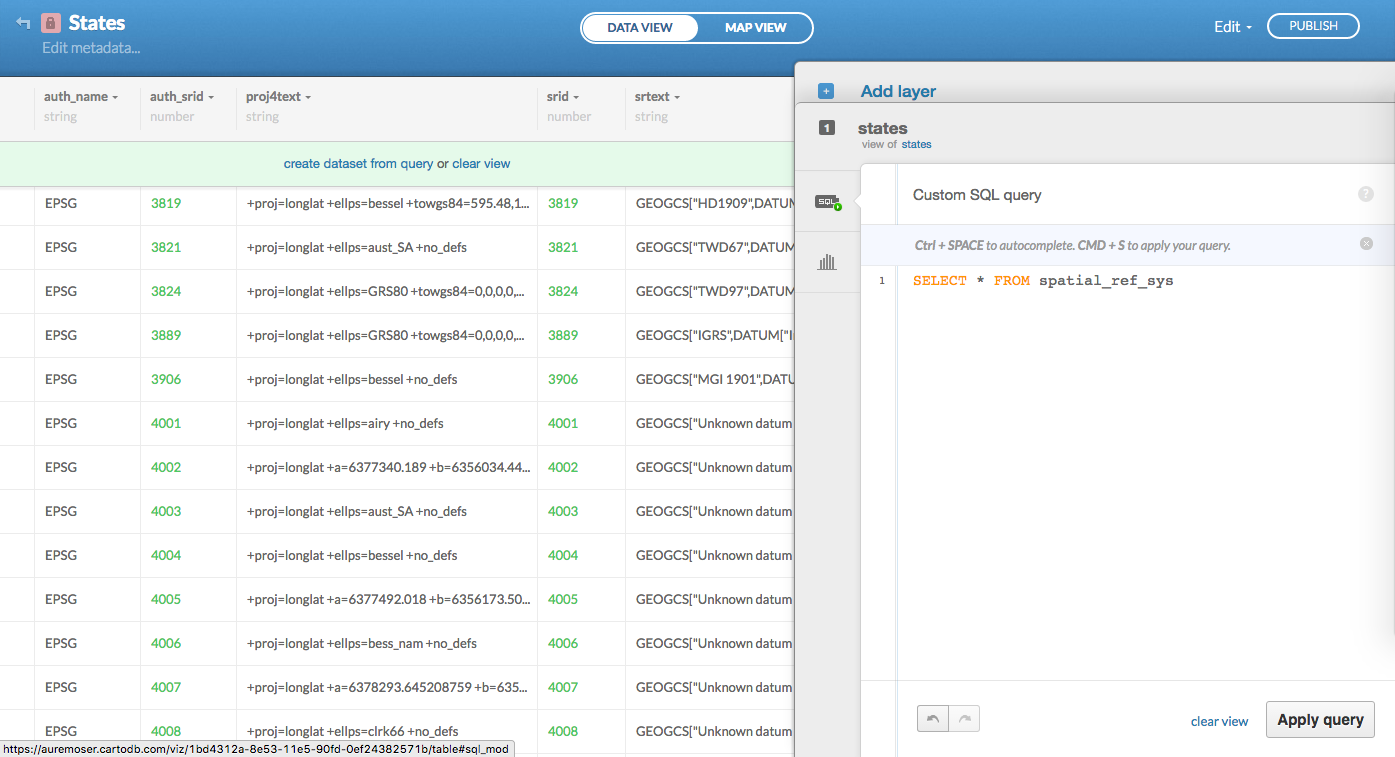 States
Edit metadata...
DATA VIEW MAP VIEW
Edit PUBLISH
auth_name auth_srid proj4text srid srtext
string number string number string
create dataset from query or clear view
EPSG 3819 +proj=longlat +ellps=bessel +towgs84=595.48,1... 3819 GEOGCS["HD1909",DATUM
EPSG 3821 +proj=longlat +ellps=aust_SA +no_defs 3821 GEOGCS["TWD67",DATUM
EPSG 3824 +proj=longlat +ellps=GRS80 +towgs84=0,0,0,0,... 3824 GEOGCS["TWD97",DATUM
EPSG 3889 +proj=longlat +ellps=GRS80 +towgs84=0,0,0,0,... 3889 GEOGCS["IGRS",DATUM["I
EPSG 3906 +proj=longlat +ellps=bessel +no_defs 3906 GEOGCS["MGI 1901",DATU
EPSG 4001 +proj=longlat +ellps=airy +no_defs 4001 GEOGCS["Unknown datum
EPSG 4002 +proj=longlat +a=6377340.189 +b=6356034.44... 4002 GEOGCS["Unknown datum
EPSG 4003 +proj=longlat +ellps=aust_SA +no_defs 4003 GEOGCS["Unknown datum
EPSG 4004 +proj=longlat +ellps=bessel +no_defs 4004 GEOGCS["Unknown datum
EPSG 4005 +proj=longlat +a=6377492.018 +b=6356173.50... 4005 GEOGCS["Unknown datum
EPSG 4006 +proj=longlat +ellps=bess_nam +no_defs 4006 GEOGCS["Unknown datum
EPSG 4007 +proj=longlat +a=6378293.645208759 +b=635... 4007 GEOGCS["Unknown datum
EPSG 4008 +proj=longlat +ellps=clrk66 +no_defs 4008 GEOGCS["Unknown datum
https://auremoser.cartodb.com/viz/1bd4312a-8e53-11e5-90fd-0ef24382571b/table#sql_mod
+ Add layer
1 states
view of states
SQL
Custom SQL query ?
Ctrl + SPACE to autocomplete. CMD + S to apply your query.
1 SELECT * FROM spatial_ref_sys
clear view Apply query